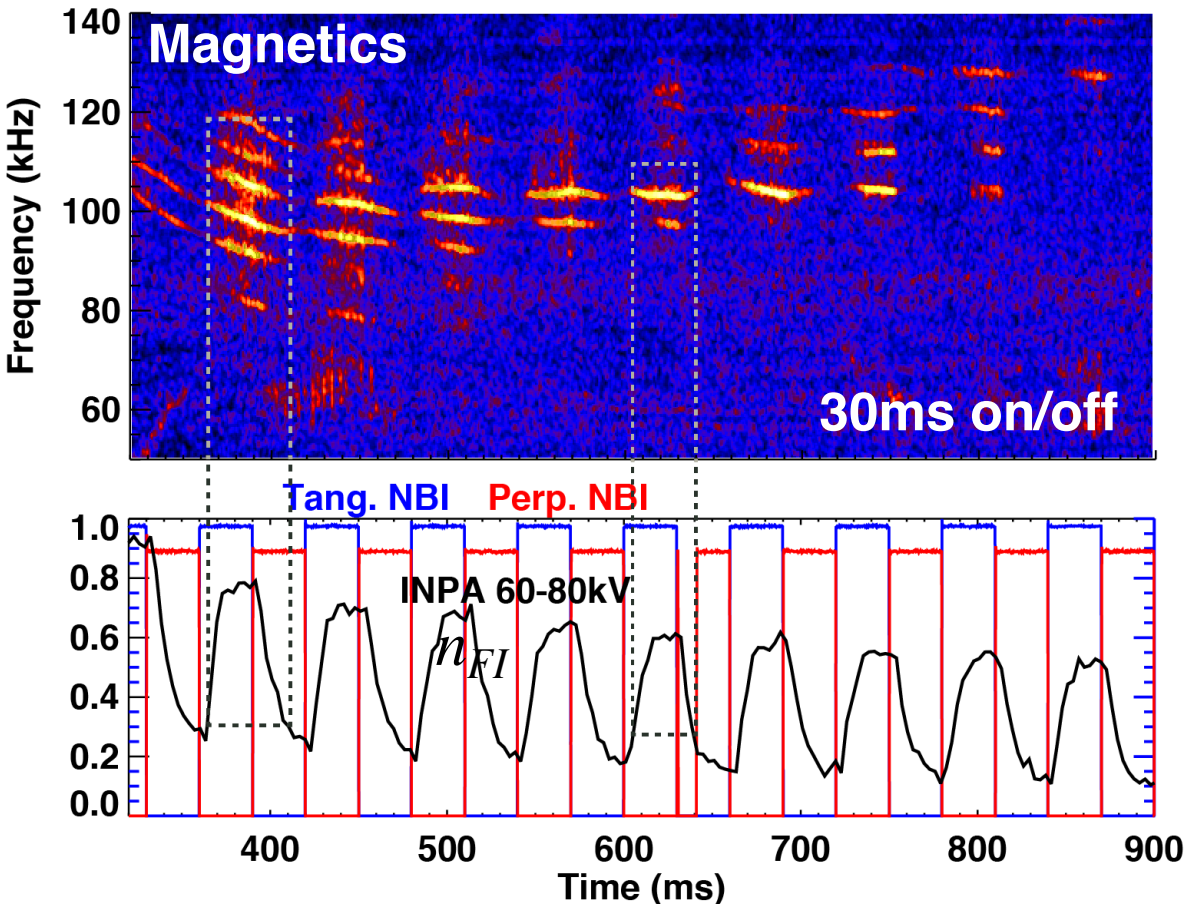 Magnetics
Frequency (kHz)
140
120
100
80
60
30ms on/off
Tang. NBI Perp. NBI
INPA 60-80kV
nFI
1.0
0.8
0.6
0.4
0.2
0.0
400 500 600 700 800 900
Time (ms)